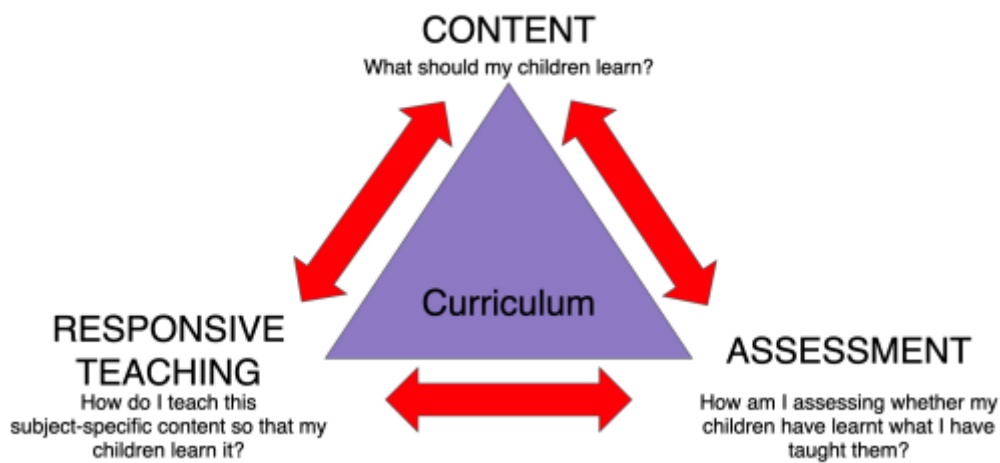 CONTENT
What should my children learn?
Curriculum
RESPONSIVE
TEACHING
How do I teach this
subject-specific content so that my
children learn it?
ASSESSMENT
How am I assessing whether my
children have learnt what I have
taught them?